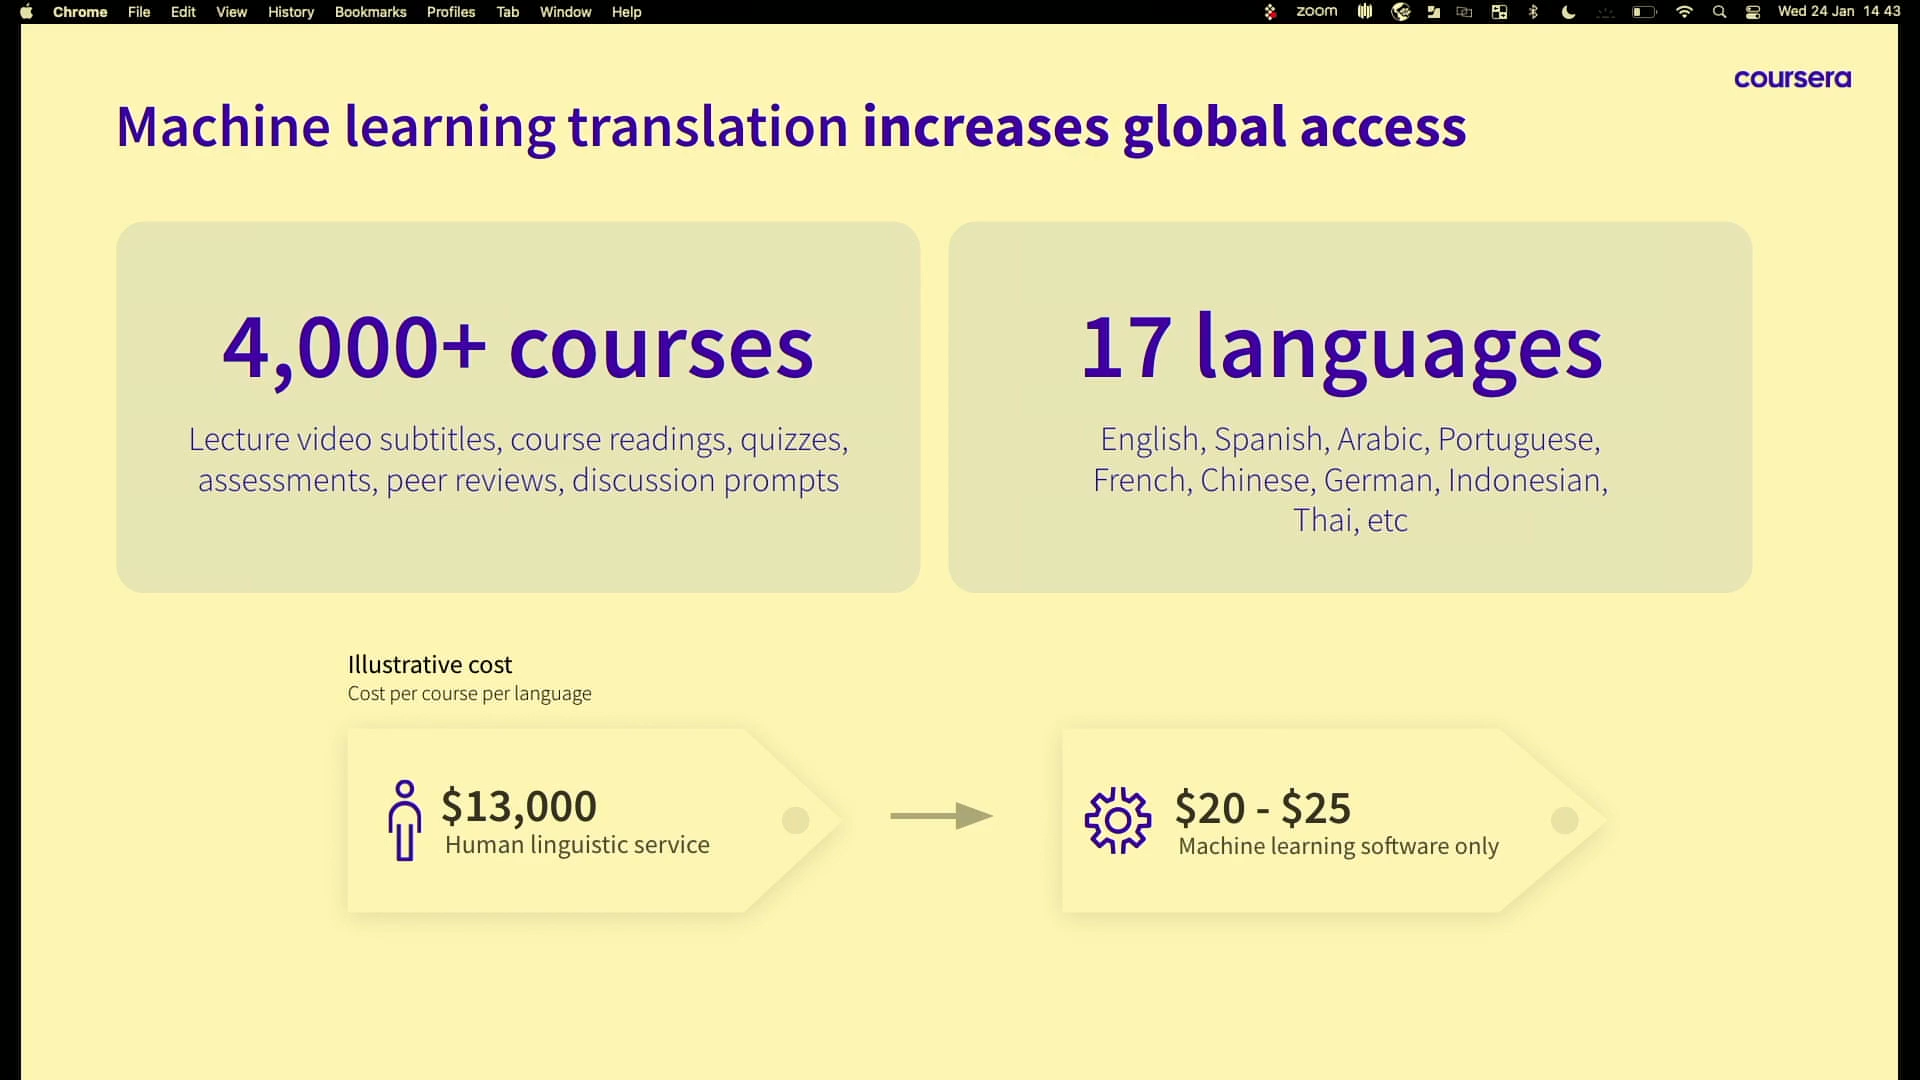 Chrome File Edit View History Bookmarks Profiles Tab Window Help zoom Wed 24 Jan 14 43
coursera
Machine learning translation increases global access
4,000+ courses
Lecture video subtitles, course readings, quizzes,
assessments, peer reviews, discussion prompts
17 languages
English, Spanish, Arabic, Portuguese,
French, Chinese, German, Indonesian,
Thai, etc
Illustrative cost
Cost per course per language
$13,000
Human linguistic service
$20 - $25
Machine learning software only